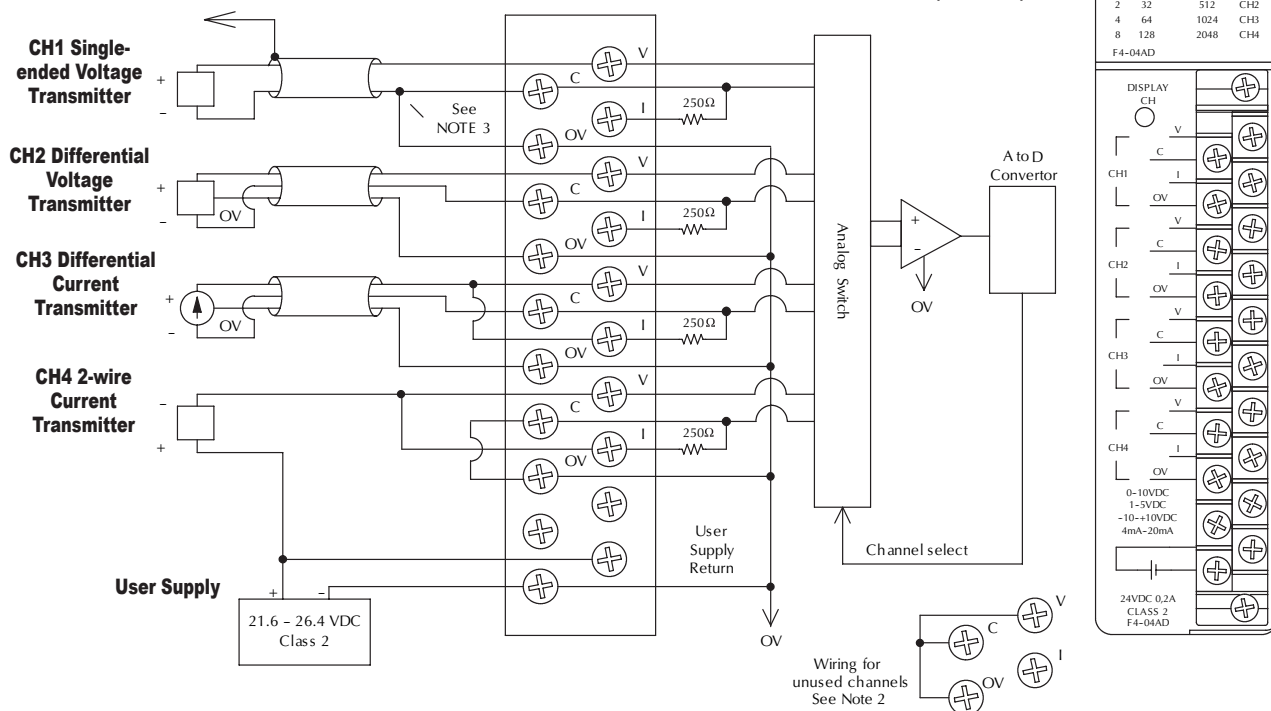 2 32 512 CH2
4 64 1024 CH3
8 128 2048 CH4
F4-04AD
CH1 Single-
ended Voltage
Transmitter
+
–
See
NOTE 3
V
C
I
OV
250Ω
CH2 Differential
Voltage
Transmitter
+
–
OV
V
C
I
OV
250Ω
CH3 Differential
Current
Transmitter
+
–
OV
V
C
I
OV
250Ω
CH4 2-wire
Current
Transmitter
–
+
V
C
I
OV
250Ω
User Supply
+ –
21.6 – 26.4 VDC
Class 2
User
Supply
Return
OV
Analog Switch
+
–
OV
A to D
Convertor
Channel select
Wiring for
unused channels
See Note 2
V
C
I
OV
DISPLAY
CH
V
C
CH1
I
OV
V
C
CH2
I
OV
V
C
CH3
I
OV
V
C
CH4
I
OV
0–10VDC
1–5VDC
–10–+10VDC
4mA–20mA
24VDC 0,2A
CLASS 2
F4-04AD